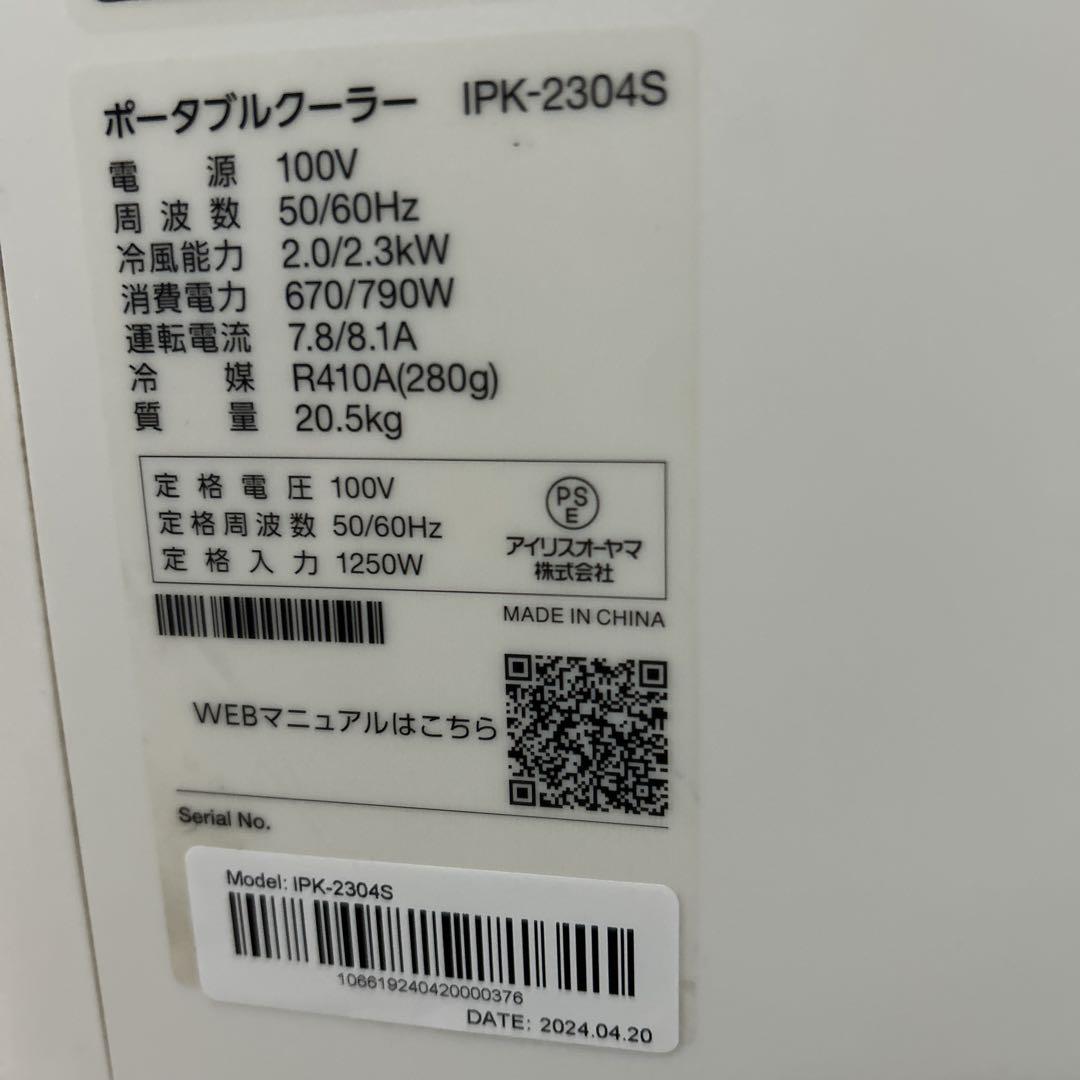 ポータブルクーラー IPK-2304S
電源 100V
周波数 50/60Hz
冷風能力 2.0/2.3kW
消費電力 670/790W
運転電流 7.8/8.1A
冷媒 R410A(280g)
質量 20.5kg
定格電圧 100V
定格周波数 50/60Hz
定格入力 1250W
PS
E
アイリスオーヤマ
株式会社
MADE IN CHINA
WEBマニュアルはこちら
Serial No.
Model: IPK-2304S
106619240420000376
DATE: 2024.04.20